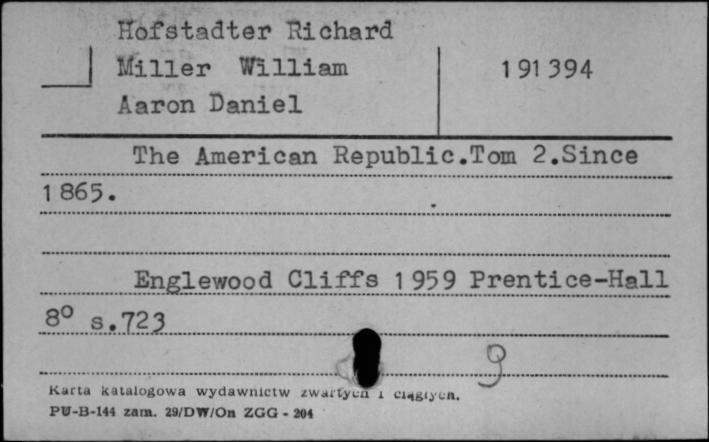 Hofstadter Richard
Miller William
191394
Aaron Daniel
The American Republic.Tom 2.Since
1865.
Englewood Cliffs 1959 Prentice-Hall
8° s.723
9
Karta katalogowa wydawnictw zwartych i ciągłych.
PU-B-144 zam. 29/DW/On ZGG - 204